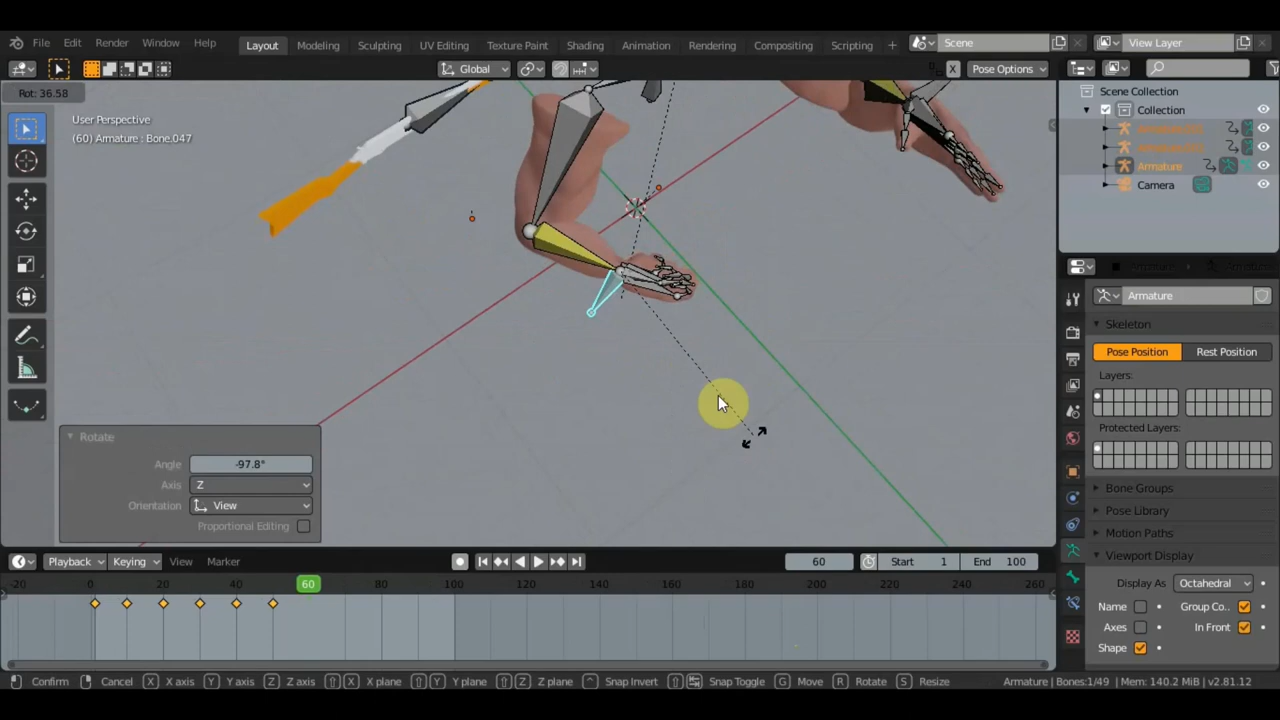 File Edit Render Window Help Layout Modeling Sculpting UV Editing Texture Paint Shading Animation Rendering Compositing Scripting + Scene View Layer
Global X Pose Options
Rot: 36.58
User Perspective
(60) Armature : Bone.047
Scene Collection
Collection
Armature
Camera
Armature
Skeleton
Pose Position Rest Position
Layers:
Protected Layers:
Bone Groups
Pose Library
Motion Paths
Viewport Display
Display As Octahedral
Name Group Co..
Axes In Front
Shape
Rotate
Angle -97.8°
Axis Z
Orientation View
Proportional Editing
Playback Keying View Marker 60 Start 1 End 100
-20 0 20 40 60 80 100 120 140 160 180 200 220 240 260
Confirm Cancel X X axis Y Y axis Z Z axis X X plane Y Y plane Z Z plane ^ Snap Invert Snap Toggle G Move R Rotate S Resize Armature | Bones:1/49 | Mem: 140.2 MiB | v2.81.12